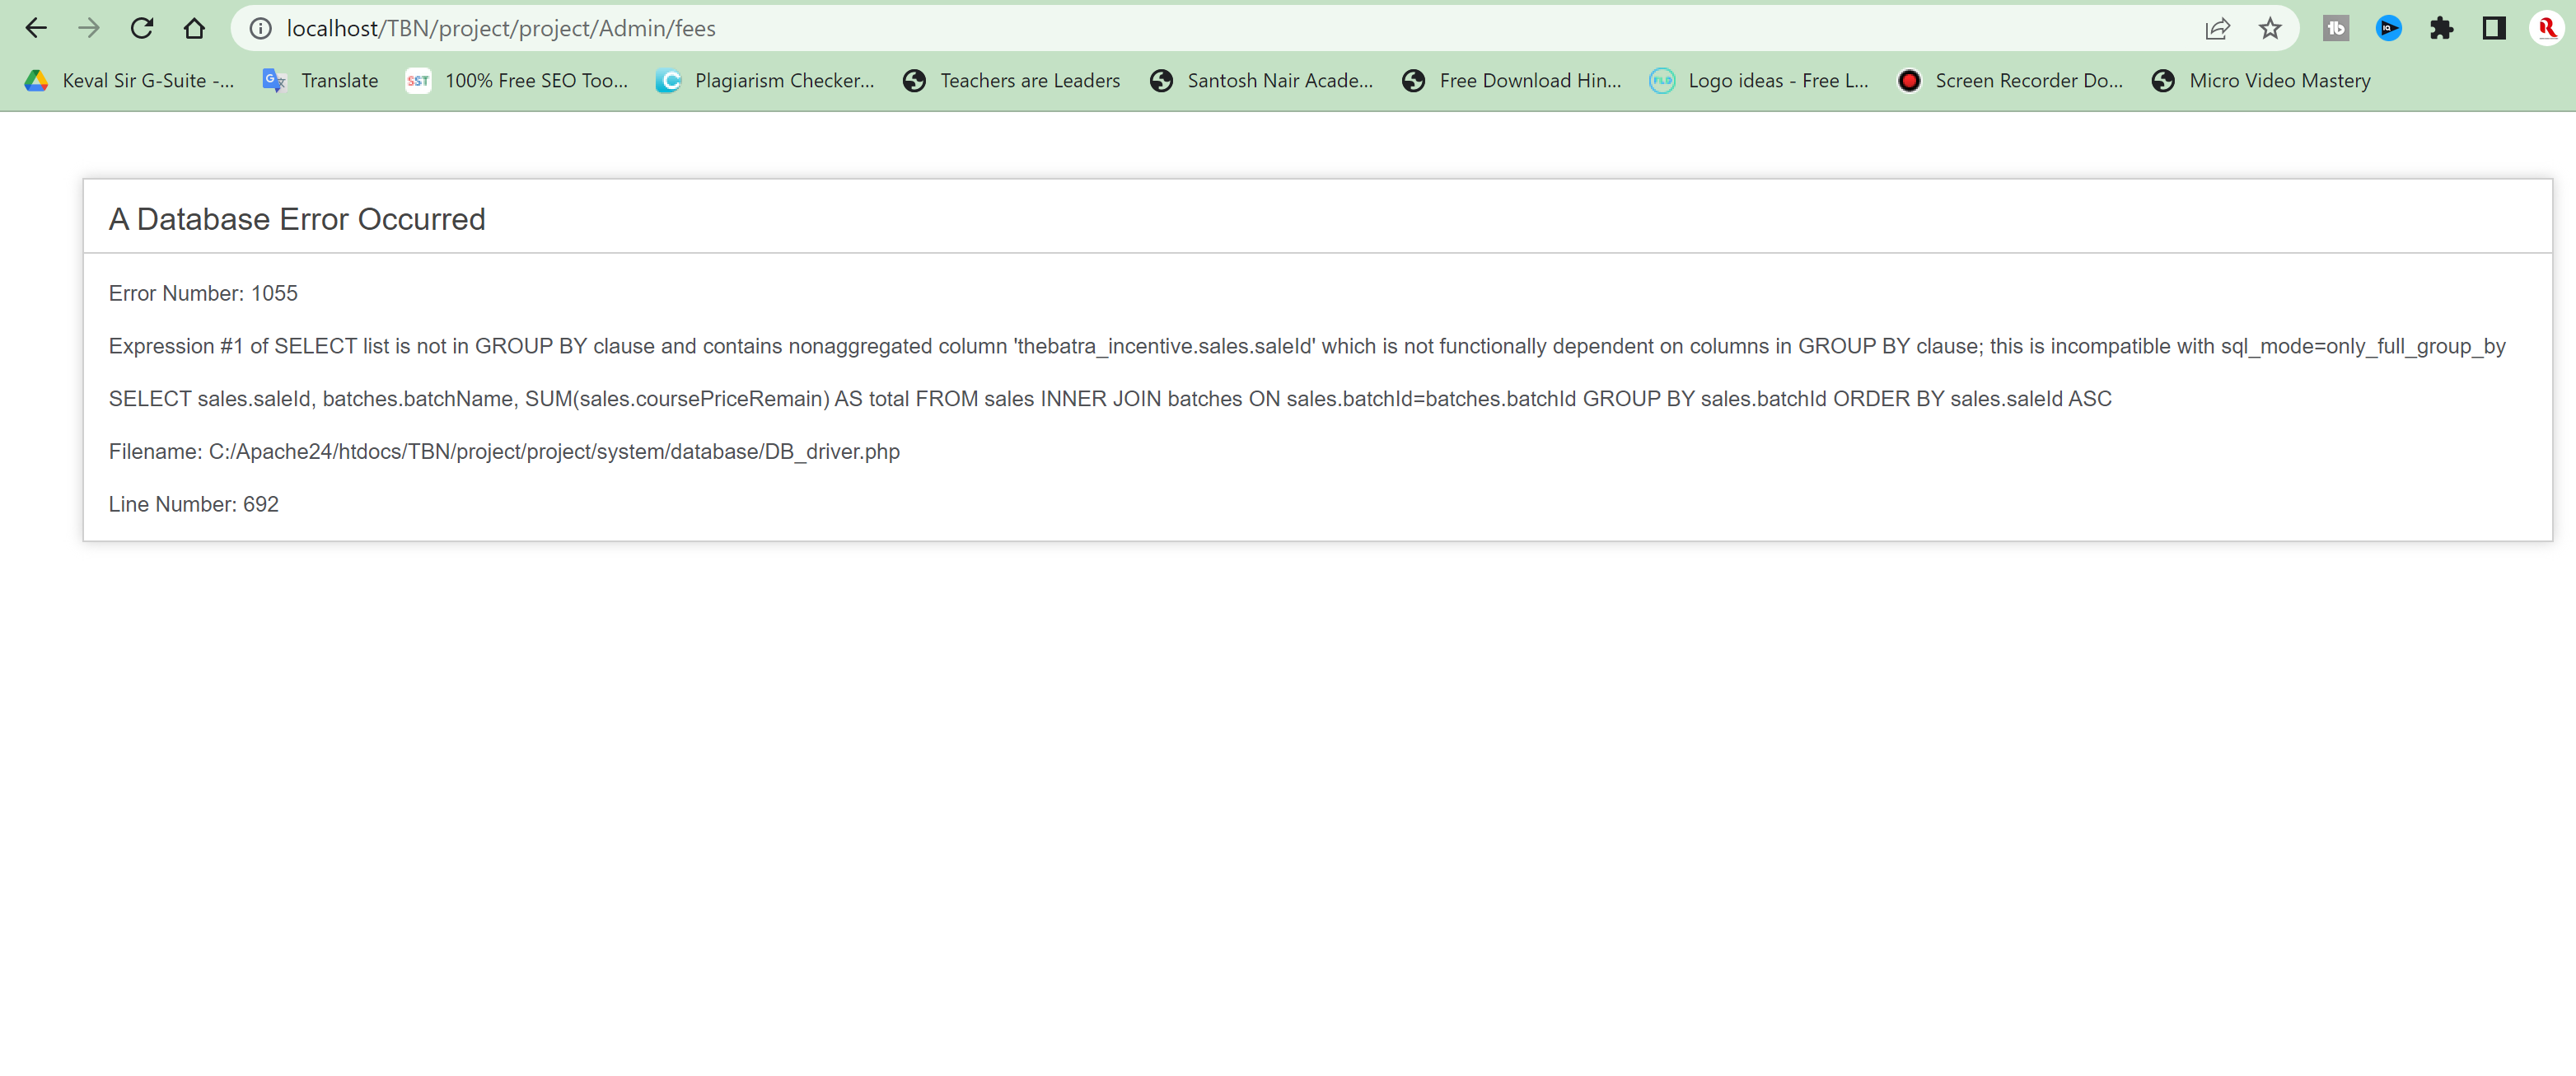 localhost/TBN/project/project/Admin/fees
Keval Sir G-Suite -... Translate SST 100% Free SEO Too... Plagiarism Checker... Teachers are Leaders Santosh Nair Acade... Free Download Hin... FLD Logo ideas - Free L... Screen Recorder Do... Micro Video Mastery
A Database Error Occurred
Error Number: 1055
Expression #1 of SELECT list is not in GROUP BY clause and contains nonaggregated column 'thebatra_incentive.sales.saleId' which is not functionally dependent on columns in GROUP BY clause; this is incompatible with sql_mode=only_full_group_by
SELECT sales.saleId, batches.batchName, SUM(sales.coursePriceRemain) AS total FROM sales INNER JOIN batches ON sales.batchId=batches.batchId GROUP BY sales.batchId ORDER BY sales.saleId ASC
Filename: C:/Apache24/htdocs/TBN/project/project/system/database/DB_driver.php
Line Number: 692